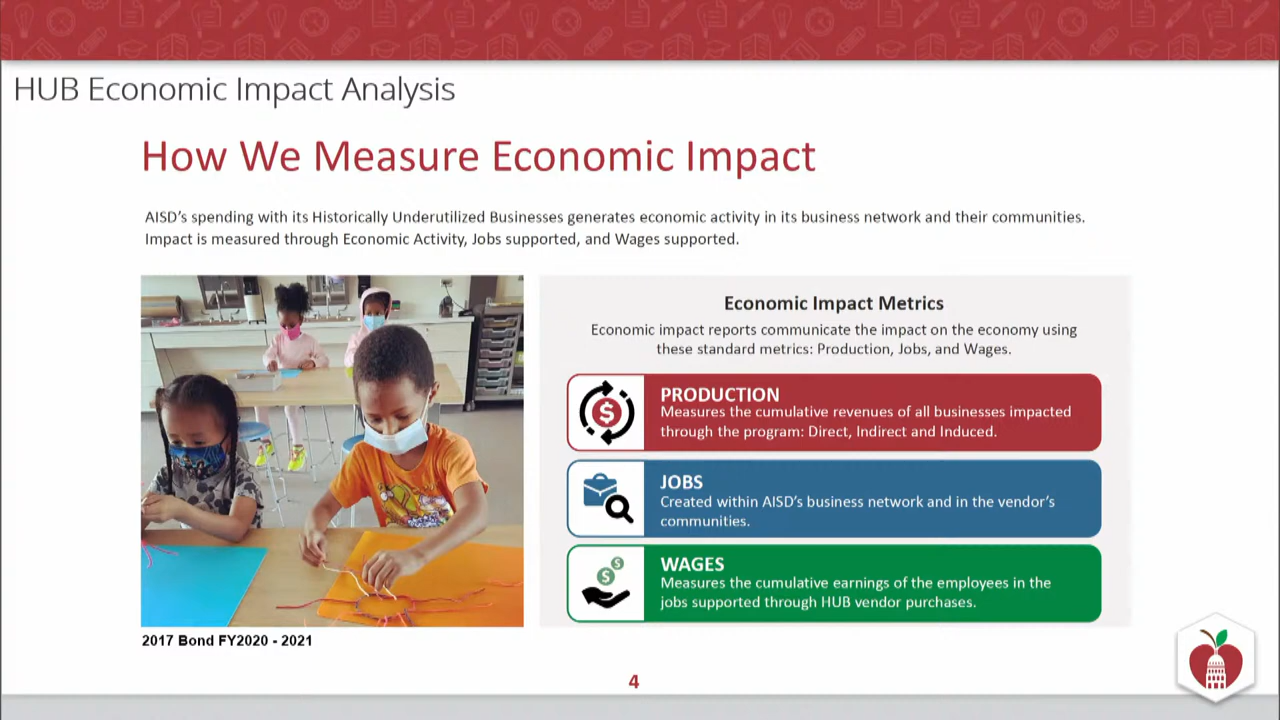 HUB Economic Impact Analysis
How We Measure Economic Impact
AISD's spending with its Historically Underutilized Businesses generates economic activity in its business network and their communities.
Impact is measured through Economic Activity, Jobs supported, and Wages supported.
Economic Impact Metrics
Economic impact reports communicate the impact on the economy using
these standard metrics: Production, Jobs, and Wages.
$
PRODUCTION
Measures the cumulative revenues of all businesses impacted
through the program: Direct, Indirect and Induced.
JOBS
Created within AISD's business network and in the vendor's
communities.
$ $
WAGES
Measures the cumulative earnings of the employees in the
jobs supported through HUB vendor purchases.
2017 Bond FY2020 - 2021
4